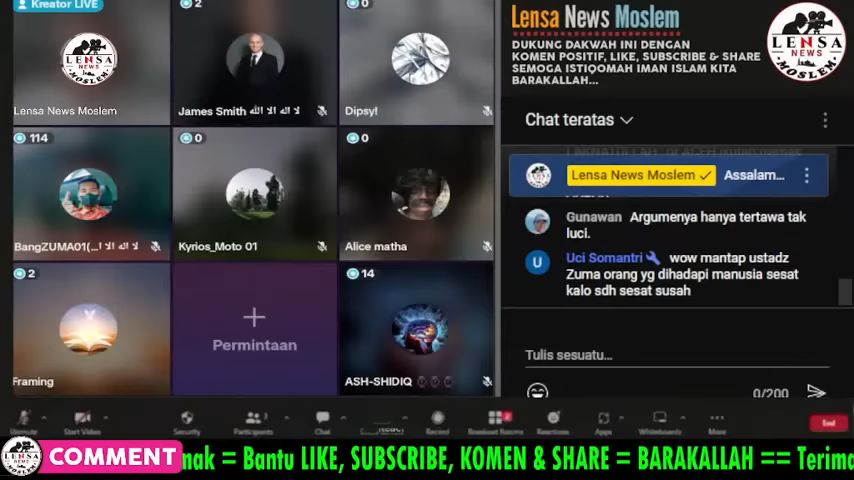 Kreator LIVE
2
0
LENSA
NEWS
MOSLEM
Lensa News Moslem
James Smith لا اله الا الله
Dipsy!
114
0
0
BangZUMA01(...لا اله الا ا
Kyrios_Moto 01
Alice matha
2
14
+
Permintaan
Framing
ASH-SHIDIQ
Lensa News Moslem
DUKUNG DAKWAH INI DENGAN
KOMEN POSITIF, LIKE, SUBSCRIBE & SHARE
SEMOGA ISTIQOMAH IMAN ISLAM KITA
BARAKALLAH...
LENSA
NEWS
MOSLEM
Chat teratas
Lensa News Moslem Assalam...
Gunawan Argumenya hanya tertawa tak
luci.
U
Uci Somantri wow mantap ustadz
Zuma orang yg dihadapi manusia sesat
kalo sdh sesat susah
Tulis sesuatu...
0/200
Unmute
Start Video
Security
Participants
Chat
Record
Breakout Rooms
Reactions
Apps
Whiteboards
More
End
LENSA
NEWS
MOSLEM
COMMENT
mak = Bantu LIKE, SUBSCRIBE, KOMEN & SHARE = BARAKALLAH == Terima